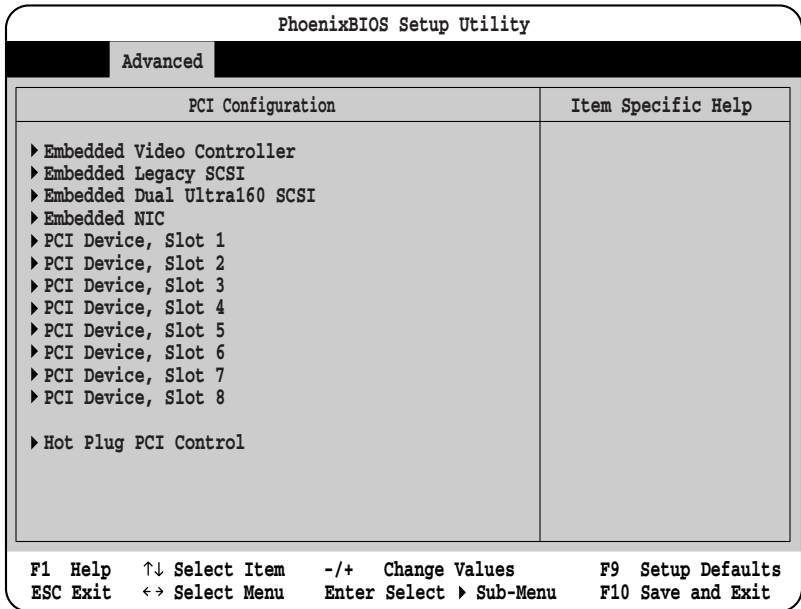 PhoenixBIOS Setup Utility
Advanced
PCI Configuration
Item Specific Help
Embedded Video Controller
Embedded Legacy SCSI
Embedded Dual Ultra160 SCSI
Embedded NIC
PCI Device, Slot 1
PCI Device, Slot 2
PCI Device, Slot 3
PCI Device, Slot 4
PCI Device, Slot 5
PCI Device, Slot 6
PCI Device, Slot 7
PCI Device, Slot 8
Hot Plug PCI Control
F1 Help ↑↓ Select Item -/+ Change Values F9 Setup Defaults
ESC Exit ←→ Select Menu Enter Select ▶ Sub-Menu F10 Save and Exit